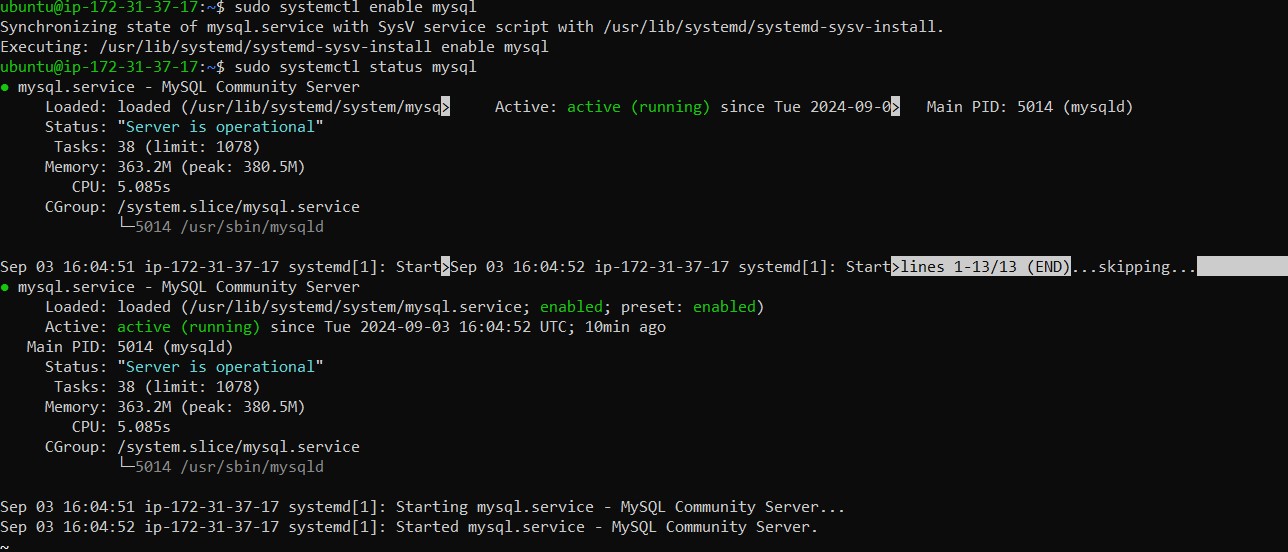 ubuntu@ip-172-31-37-17:~$ sudo systemctl enable mysql
Synchronizing state of mysql.service with SysV service script with /usr/lib/systemd/systemd-sysv-install.
Executing: /usr/lib/systemd/systemd-sysv-install enable mysql
ubuntu@ip-172-31-37-17:~$ sudo systemctl status mysql
● mysql.service - MySQL Community Server
     Loaded: loaded (/usr/lib/systemd/system/mysq>     Active: active (running) since Tue 2024-09-0>   Main PID: 5014 (mysqld)
     Status: "Server is operational"
      Tasks: 38 (limit: 1078)
     Memory: 363.2M (peak: 380.5M)
        CPU: 5.085s
     CGroup: /system.slice/mysql.service
             └─5014 /usr/sbin/mysqld

Sep 03 16:04:51 ip-172-31-37-17 systemd[1]: Start>Sep 03 16:04:52 ip-172-31-37-17 systemd[1]: Start>lines 1-13/13 (END)...skipping...
● mysql.service - MySQL Community Server
     Loaded: loaded (/usr/lib/systemd/system/mysql.service; enabled; preset: enabled)
     Active: active (running) since Tue 2024-09-03 16:04:52 UTC; 10min ago
   Main PID: 5014 (mysqld)
     Status: "Server is operational"
      Tasks: 38 (limit: 1078)
     Memory: 363.2M (peak: 380.5M)
        CPU: 5.085s
     CGroup: /system.slice/mysql.service
             └─5014 /usr/sbin/mysqld

Sep 03 16:04:51 ip-172-31-37-17 systemd[1]: Starting mysql.service - MySQL Community Server...
Sep 03 16:04:52 ip-172-31-37-17 systemd[1]: Started mysql.service - MySQL Community Server.
~